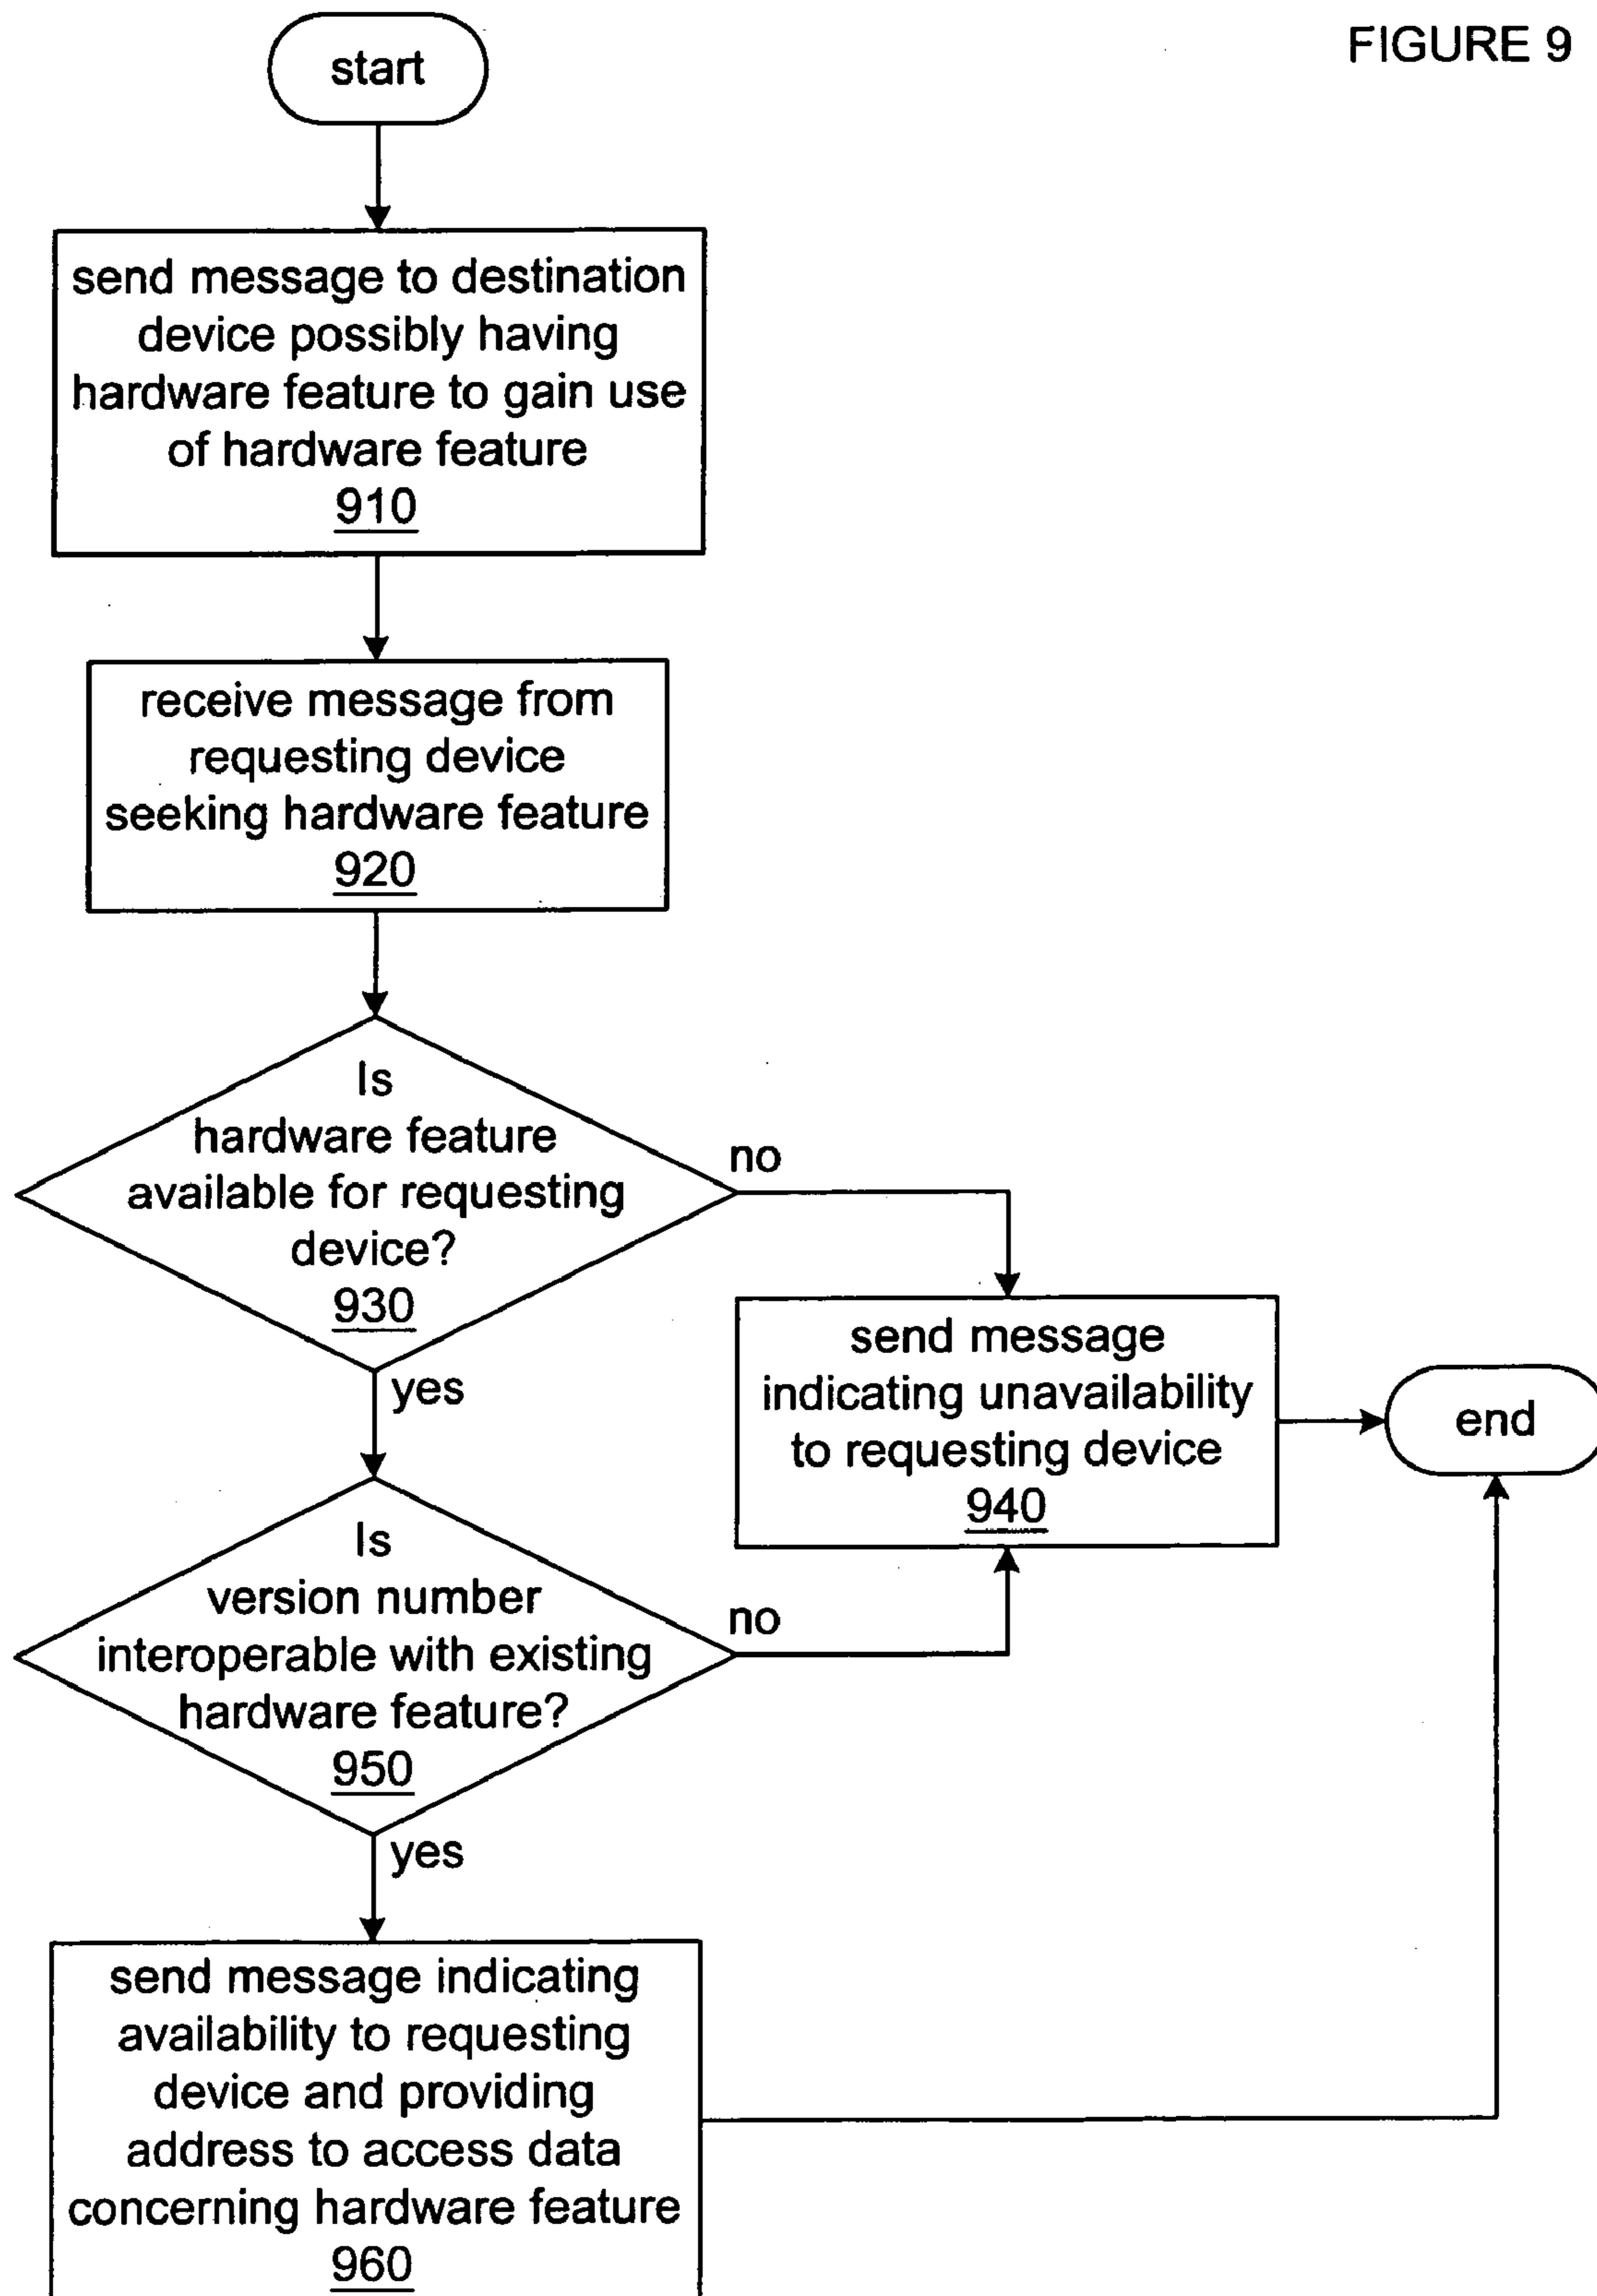 FIGURE 9
start
send message to destination
device possibly having
hardware feature to gain use
of hardware feature
910
receive message from
requesting device
seeking hardware feature
920
Is
hardware feature
available for requesting
device?
930
no
yes
send message
indicating unavailability
to requesting device
940
end
Is
version number
interoperable with existing
hardware feature?
950
no
yes
send message indicating
availability to requesting
device and providing
address to access data
concerning hardware feature
960